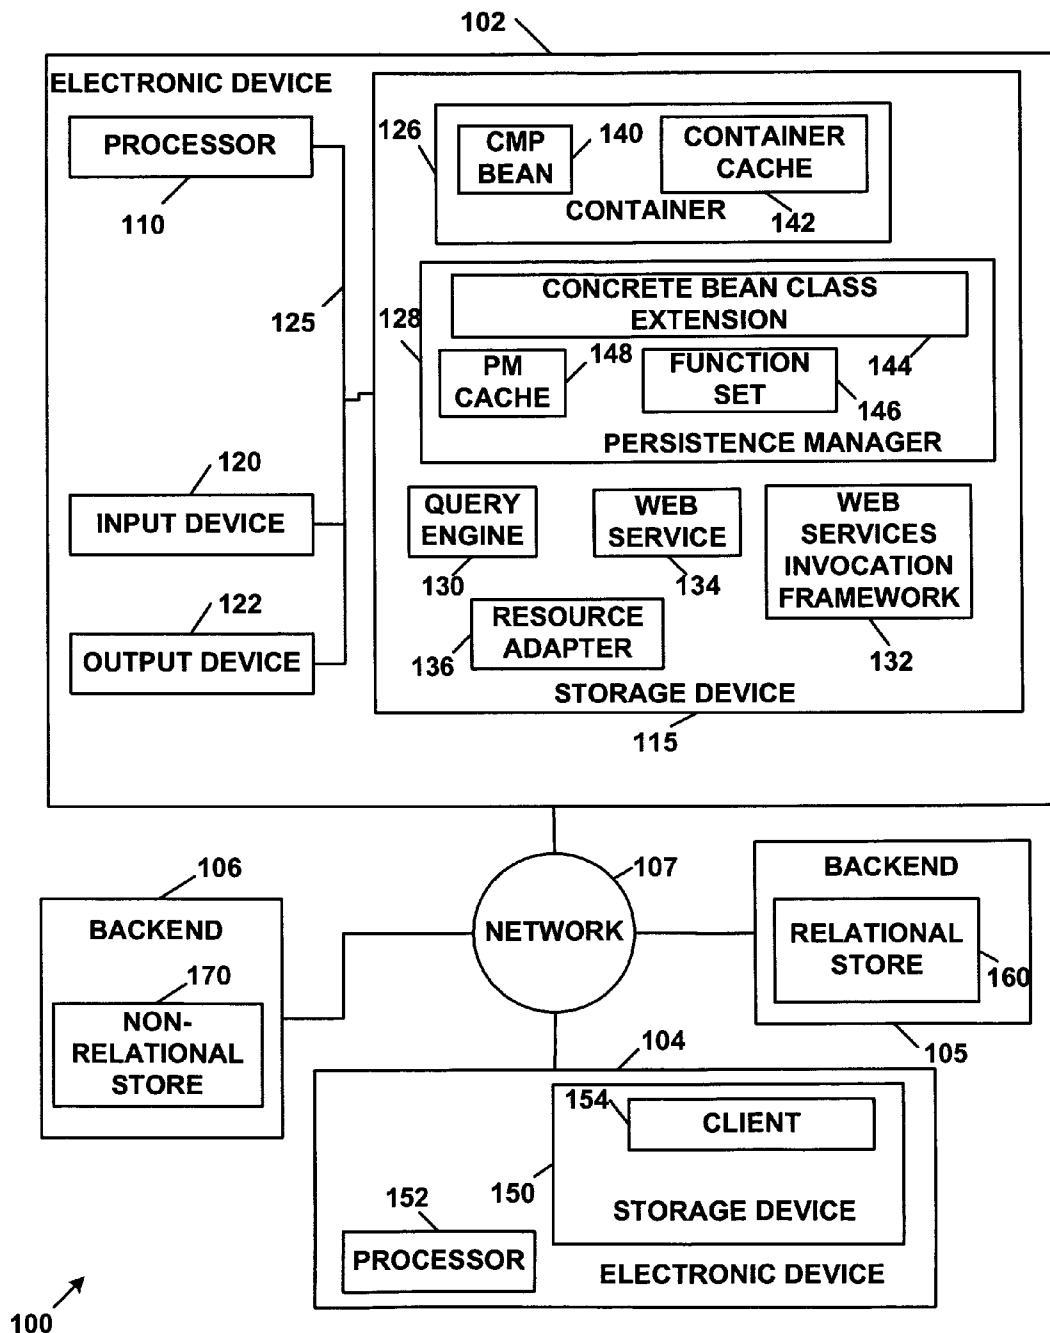 102
ELECTRONIC DEVICE
PROCESSOR
110
125
120
INPUT DEVICE
122
OUTPUT DEVICE
126
CMP
BEAN
140
CONTAINER
CACHE
142
CONTAINER
128
CONCRETE BEAN CLASS
EXTENSION
144
PM
CACHE
148
FUNCTION
SET
146
PERSISTENCE MANAGER
QUERY
ENGINE
130
WEB
SERVICE
134
WEB
SERVICES
INVOCATION
FRAMEWORK
132
RESOURCE
ADAPTER
136
STORAGE DEVICE
115
106
BACKEND
170
NON-
RELATIONAL
STORE
107
NETWORK
BACKEND
RELATIONAL
STORE
160
105
104
154
CLIENT
150
STORAGE DEVICE
152
PROCESSOR
ELECTRONIC DEVICE
100